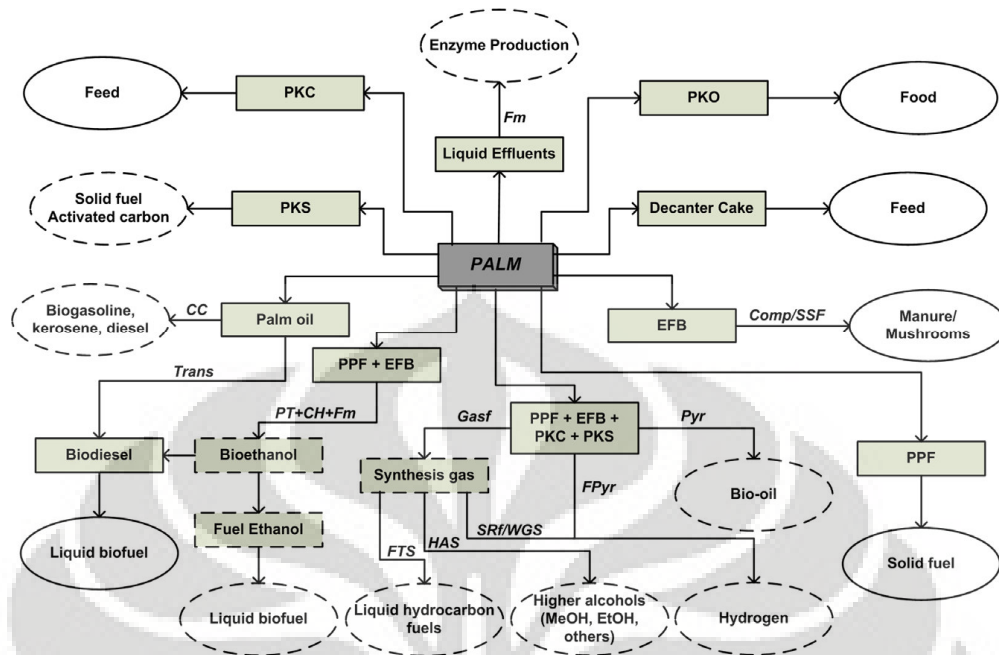 Enzyme Production
Feed
PKC
PKO
Food
Fm
Liquid Effluents
Solid fuel
Activated carbon
PKS
Decanter Cake
Feed
PALM
Biogasoline,
kerosene, diesel
CC
Palm oil
EFB
Comp/SSF
Manure/
Mushrooms
PPF + EFB
Trans
PT+CH+Fm
Gasf
PPF + EFB +
PKC + PKS
Pyr
Biodiesel
Bioethanol
Synthesis gas
PPF
FPyr
Bio-oil
Fuel Ethanol
SRf/WGS
Liquid biofuel
FTS
HAS
Solid fuel
Liquid biofuel
Liquid hydrocarbon
fuels
Higher alcohols
(MeOH, EtOH,
others)
Hydrogen